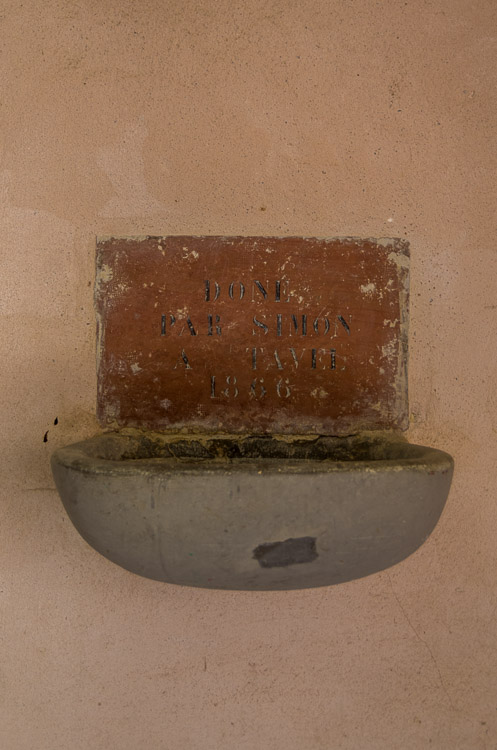 DONE
PAR SIMON
A TAVEL
1866